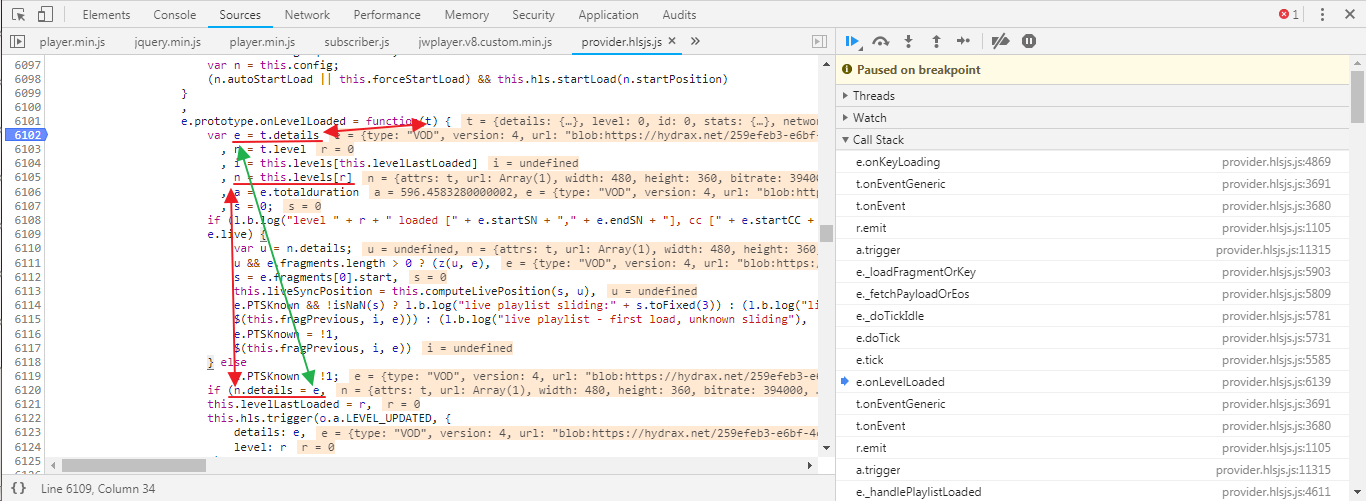 Elements Console Sources Network Performance Memory Security Application Audits 1
player.min.js jquery.min.js player.min.js subscriber.js jwplayer.v8.custom.min.js provider.hlsjs.js × »
6097 var n = this.config;
6098 (n.autoStartLoad || this.forceStartLoad) && this.hls.startLoad(n.startPosition)
6099 }
6100 ,
6101 e.prototype.onLevelLoaded = function(t) { t = {details: {…}, level: 0, id: 0, stats: {…}, networ
6102 var e = t.details e = {type: "VOD", version: 4, url: "blob:https://hydrax.net/259efeb3-e6bf-
6103 , r = t.level r = 0
6104 , i = this.levels[this.levelLastLoaded] i = undefined
6105 , n = this.levels[r] n = {attrs: t, url: Array(1), width: 480, height: 360, bitrate: 394000
6106 , a = e.totalduration a = 596.4583280000002, e = {type: "VOD", version: 4, url: "blob:htt
6107 , s = 0; s = 0
6108 if (l.b.log("level " + r + " loaded [" + e.startSN + "," + e.endSN + "], cc [" + e.startCC +
6109 e.live) {
6110 var u = n.details; u = undefined, n = {attrs: t, url: Array(1), width: 480, height: 360,
6111 u && e.fragments.length > 0 ? (z(u, e), e = {type: "VOD", version: 4, url: "blob:https:/
6112 s = e.fragments[0].start, s = 0
6113 this.liveSyncPosition = this.computeLivePosition(s, u), u = undefined
6114 e.PTSKnown && !isNaN(s) ? l.b.log("live playlist sliding:" + s.toFixed(3)) : (l.b.log("li
6115 $(this.fragPrevious, i, e))) : (l.b.log("live playlist - first load, unknown sliding"),
6116 e.PTSKnown = !1,
6117 $(this.fragPrevious, i, e)) i = undefined
6118 } else
6119 e.PTSKnown = !1; e = {type: "VOD", version: 4, url: "blob:https://hydrax.net/259efeb3-e6
6120 if (n.details = e, n = {attrs: t, url: Array(1), width: 480, height: 360, bitrate: 394000,
6121 this.levelLastLoaded = r, r = 0
6122 this.hls.trigger(o.a.LEVEL_UPDATED, {
6123 details: e, e = {type: "VOD", version: 4, url: "blob:https://hydrax.net/259efeb3-e6bf-4
6124 level: r r = 0
6125
{} Line 6109, Column 34
Paused on breakpoint
Threads
Watch
Call Stack
e.onKeyLoading provider.hlsjs.js:4869
t.onEventGeneric provider.hlsjs.js:3691
t.onEvent provider.hlsjs.js:3680
r.emit provider.hlsjs.js:1105
a.trigger provider.hlsjs.js:11315
e._loadFragmentOrKey provider.hlsjs.js:5903
e._fetchPayloadOrEos provider.hlsjs.js:5809
e._doTickIdle provider.hlsjs.js:5781
e.doTick provider.hlsjs.js:5731
e.tick provider.hlsjs.js:5585
e.onLevelLoaded provider.hlsjs.js:6139
t.onEventGeneric provider.hlsjs.js:3691
t.onEvent provider.hlsjs.js:3680
r.emit provider.hlsjs.js:1105
a.trigger provider.hlsjs.js:11315
e._handlePlaylistLoaded provider.hlsjs.js:4611